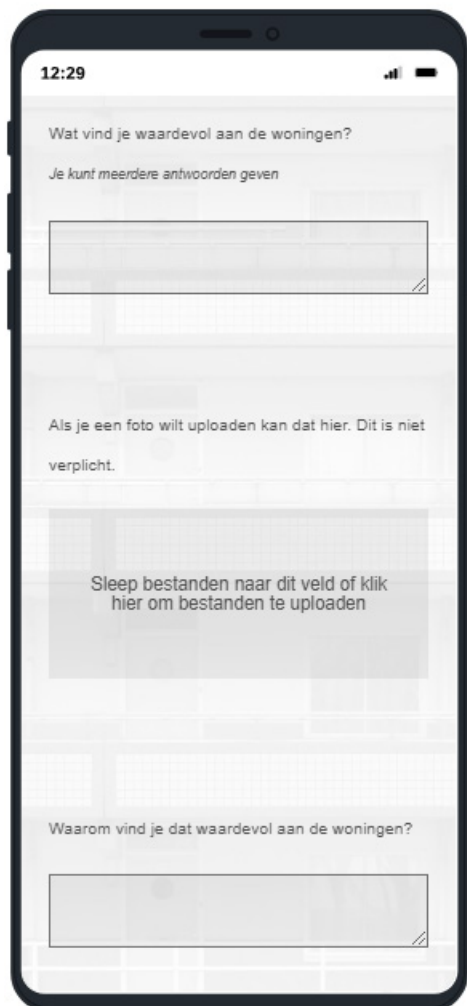 12:29
Wat vind je waardevol aan de woningen?
Je kunt meerdere antwoorden geven
Als je een foto wilt uploaden kan dat hier. Dit is niet
verplicht.
Sleep bestanden naar dit veld of klik
hier om bestanden te uploaden
Waarom vind je dat waardevol aan de woningen?